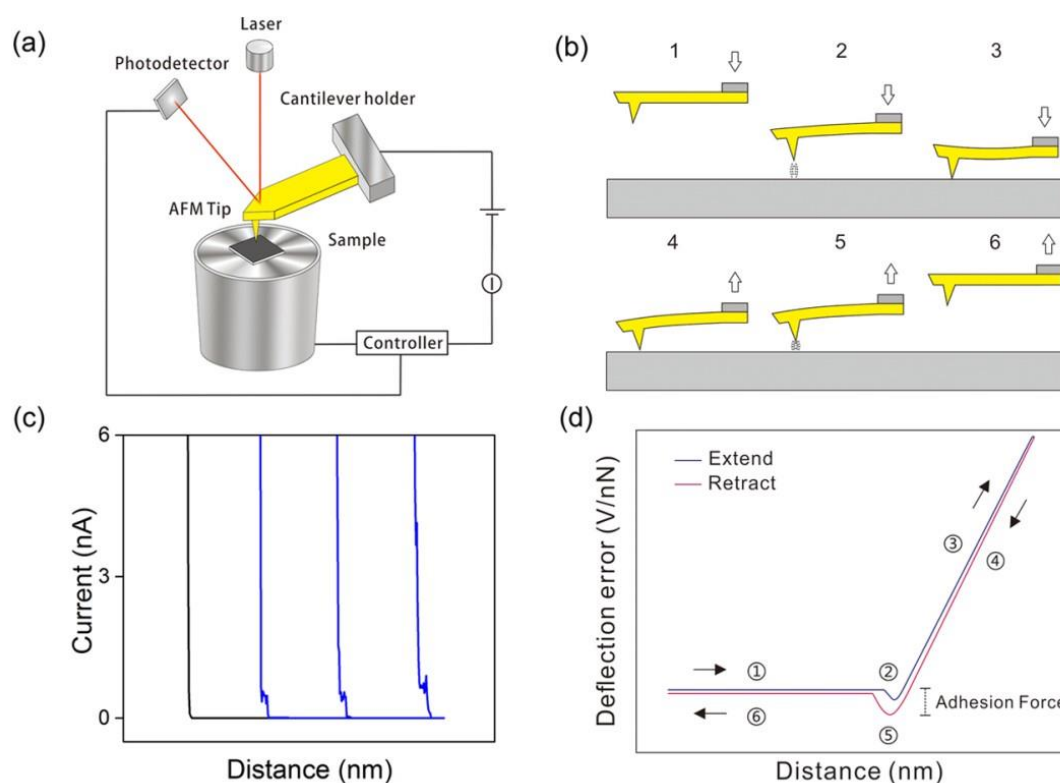 (a)
Laser
Photodetector
Cantilever holder
AFM Tip
Sample
I
Controller
(b)
1 2 3
4 5 6
(c)
6
3
0
Current (nA)
Distance (nm)
(d)
Extend
Retract
③
④
① ②
Adhesion Force
⑥
⑤
Deflection error (V/nN)
Distance (nm)